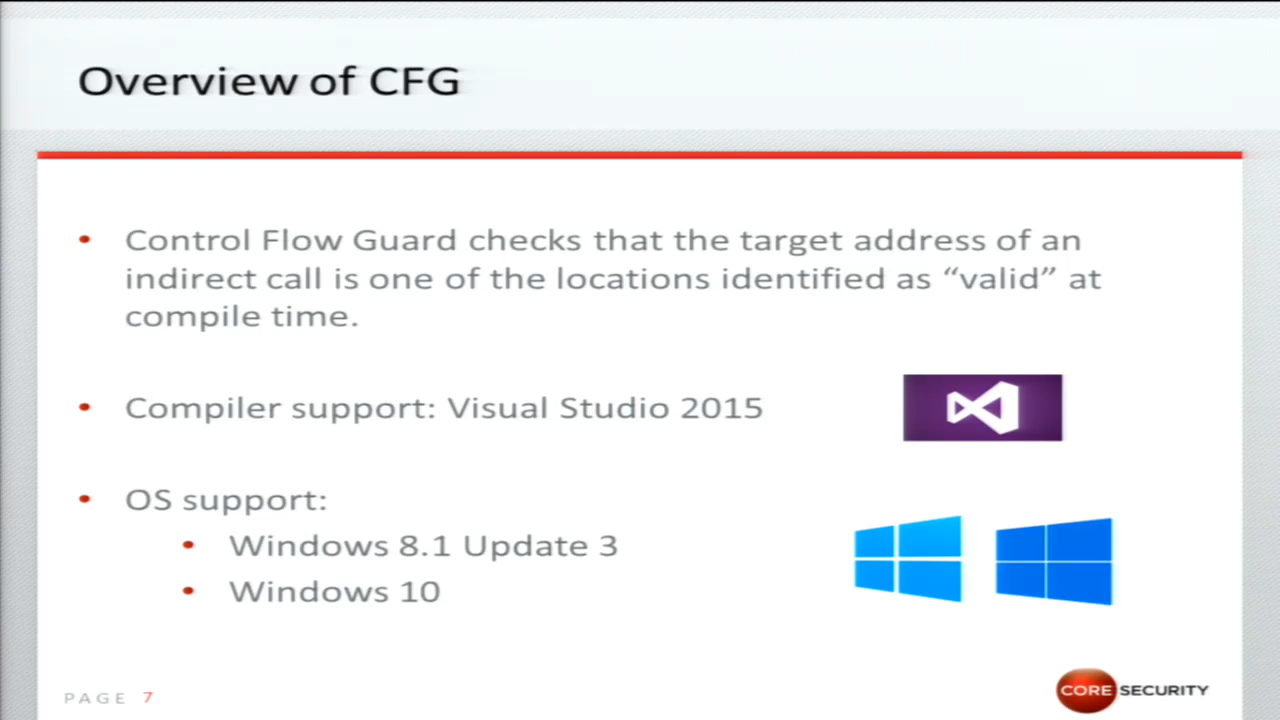 Overview of CFG
• Control Flow Guard checks that the target address of an
indirect call is one of the locations identified as “valid” at
compile time.
• Compiler support: Visual Studio 2015
• OS support:
• Windows 8.1 Update 3
• Windows 10
PAGE 7
CORE SECURITY